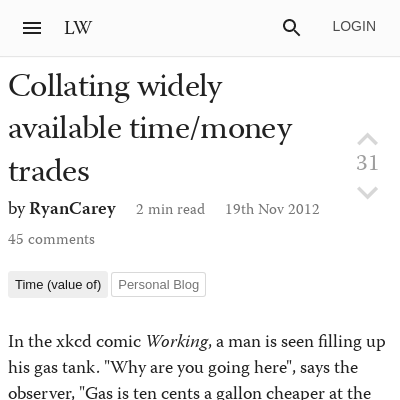 LW
LOGIN
Collating widely
available time/money
trades
31
by RyanCarey 2 min read 19th Nov 2012
45 comments
Time (value of) Personal Blog
In the xkcd comic Working, a man is seen filling up
his gas tank. "Why are you going here", says the
observer, "Gas is ten cents a gallon cheaper at the